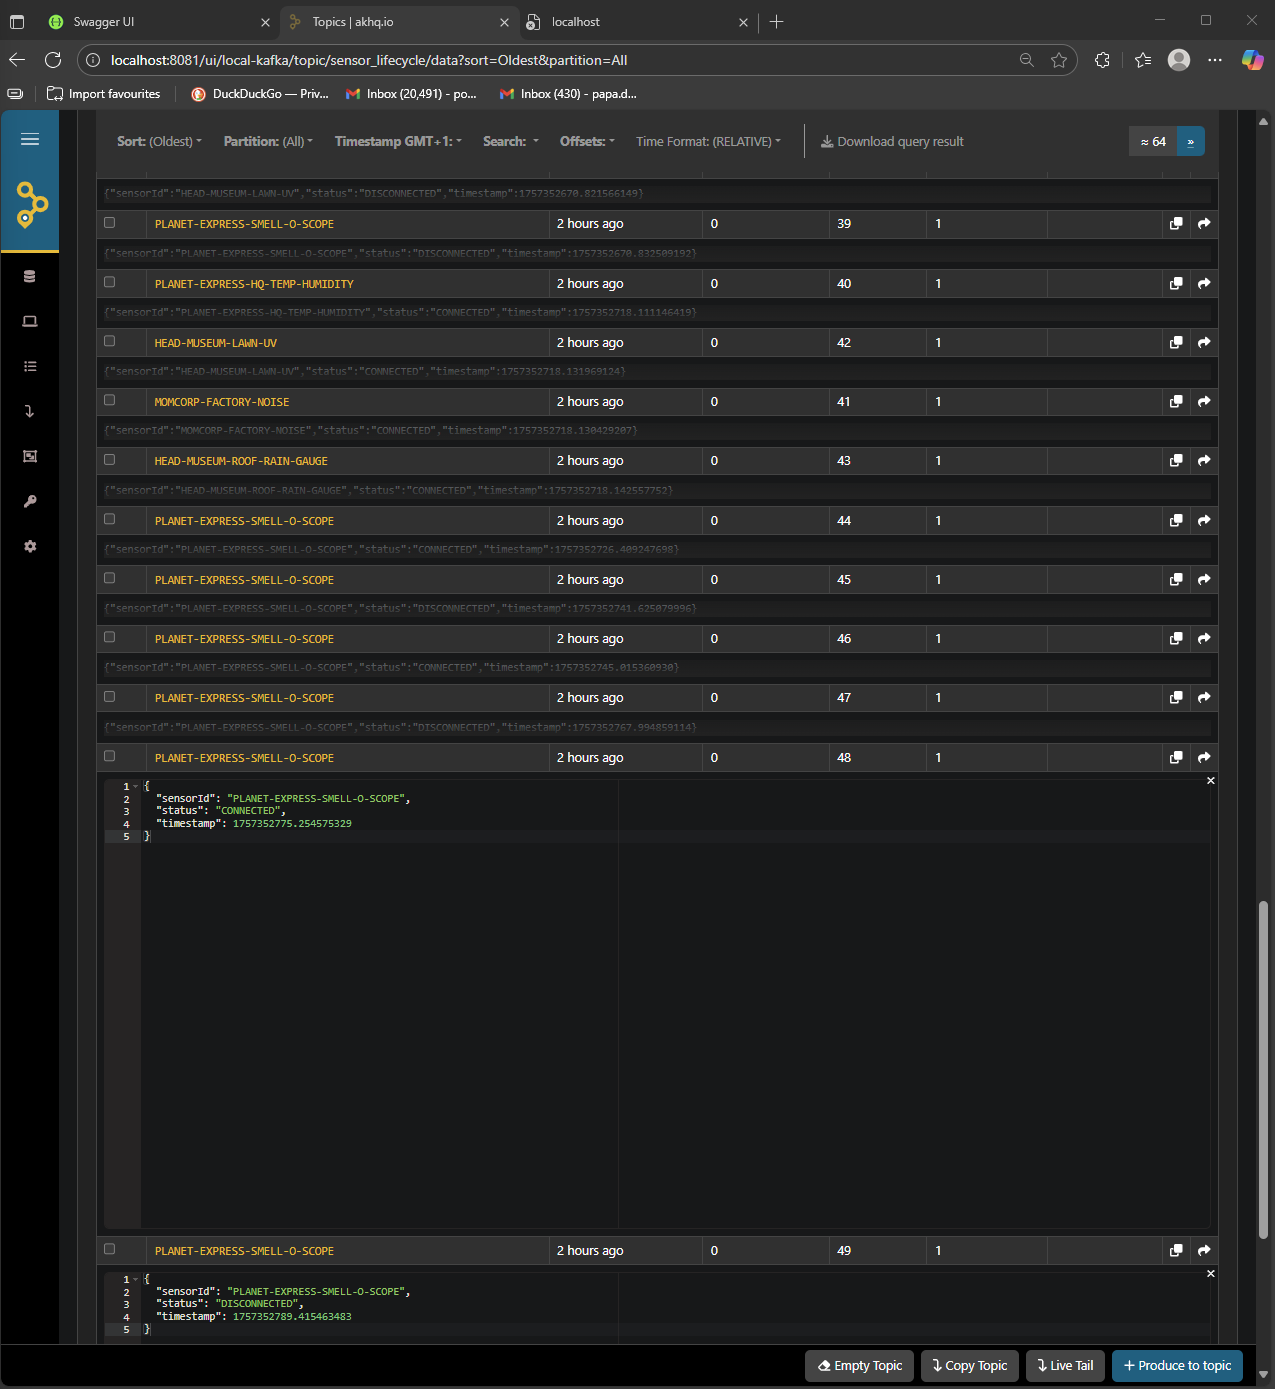 Swagger UI
Topics | akhq.io
localhost
localhost:8081/ui/local-kafka/topic/sensor_lifecycle/data?sort=Oldest&partition=All
Import favourites
DuckDuckGo — Priv...
Inbox (20,491) - po...
Inbox (430) - papa.d...
Sort: (Oldest) Partition: (All) Timestamp GMT+1: Search: Offsets: Time Format: (RELATIVE) Download query result ≈ 64 »
{"sensorId":"HEAD-MUSEUM-LAWN-UV","status":"DISCONNECTED","timestamp":1757352670.821566149}
PLANET-EXPRESS-SMELL-O-SCOPE 2 hours ago 0 39 1
{"sensorId":"PLANET-EXPRESS-SMELL-O-SCOPE","status":"DISCONNECTED","timestamp":1757352670.832509192}
PLANET-EXPRESS-HQ-TEMP-HUMIDITY 2 hours ago 0 40 1
{"sensorId":"PLANET-EXPRESS-HQ-TEMP-HUMIDITY","status":"CONNECTED","timestamp":1757352718.111146419}
HEAD-MUSEUM-LAWN-UV 2 hours ago 0 42 1
{"sensorId":"HEAD-MUSEUM-LAWN-UV","status":"CONNECTED","timestamp":1757352718.131969124}
MOMCORP-FACTORY-NOISE 2 hours ago 0 41 1
{"sensorId":"MOMCORP-FACTORY-NOISE","status":"CONNECTED","timestamp":1757352718.130429207}
HEAD-MUSEUM-ROOF-RAIN-GAUGE 2 hours ago 0 43 1
{"sensorId":"HEAD-MUSEUM-ROOF-RAIN-GAUGE","status":"CONNECTED","timestamp":1757352718.142557752}
PLANET-EXPRESS-SMELL-O-SCOPE 2 hours ago 0 44 1
{"sensorId":"PLANET-EXPRESS-SMELL-O-SCOPE","status":"CONNECTED","timestamp":1757352726.409247698}
PLANET-EXPRESS-SMELL-O-SCOPE 2 hours ago 0 45 1
{"sensorId":"PLANET-EXPRESS-SMELL-O-SCOPE","status":"DISCONNECTED","timestamp":1757352741.625079996}
PLANET-EXPRESS-SMELL-O-SCOPE 2 hours ago 0 46 1
{"sensorId":"PLANET-EXPRESS-SMELL-O-SCOPE","status":"CONNECTED","timestamp":1757352745.015360930}
PLANET-EXPRESS-SMELL-O-SCOPE 2 hours ago 0 47 1
{"sensorId":"PLANET-EXPRESS-SMELL-O-SCOPE","status":"DISCONNECTED","timestamp":1757352767.994859114}
PLANET-EXPRESS-SMELL-O-SCOPE 2 hours ago 0 48 1
1 {
2 "sensorId": "PLANET-EXPRESS-SMELL-O-SCOPE",
3 "status": "CONNECTED",
4 "timestamp": 1757352775.254575329
5 }
PLANET-EXPRESS-SMELL-O-SCOPE 2 hours ago 0 49 1
1 {
2 "sensorId": "PLANET-EXPRESS-SMELL-O-SCOPE",
3 "status": "DISCONNECTED",
4 "timestamp": 1757352789.415463483
5 }
Empty Topic Copy Topic Live Tail + Produce to topic